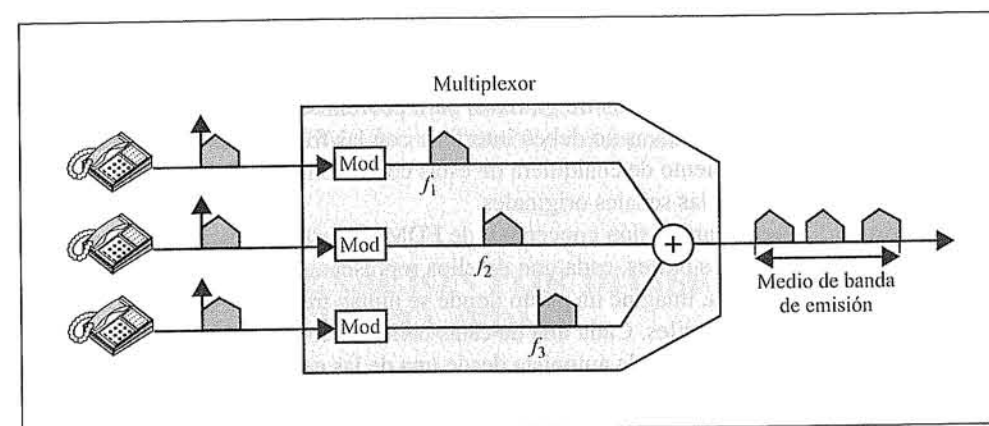 Multiplexor
Mod
f1
Mod
f2
Mod
f3
+
Medio de banda
de emisión